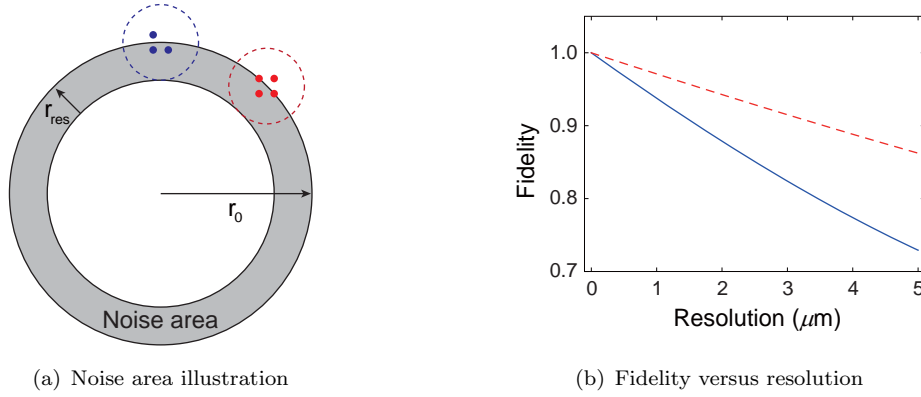 r_res
r_0
Noise area
(a) Noise area illustration
1.0
0.9
0.8
0.7
Fidelity
0 1 2 3 4 5
Resolution (μm)
(b) Fidelity versus resolution